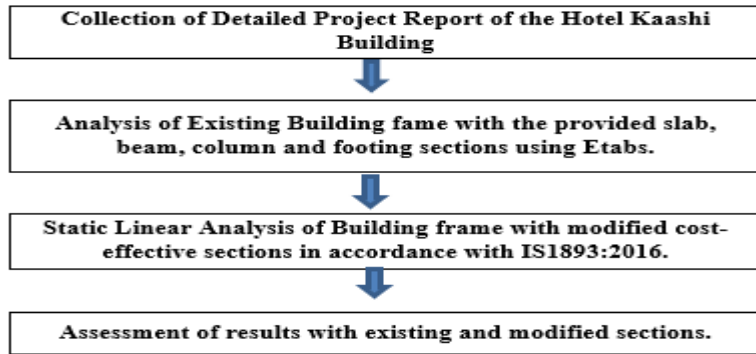 Collection of Detailed Project Report of the Hotel Kaashi
Building
Analysis of Existing Building fame with the provided slab,
beam, column and footing sections using Etabs.
Static Linear Analysis of Building frame with modified cost-
effective sections in accordance with IS1893:2016.
Assessment of results with existing and modified sections.